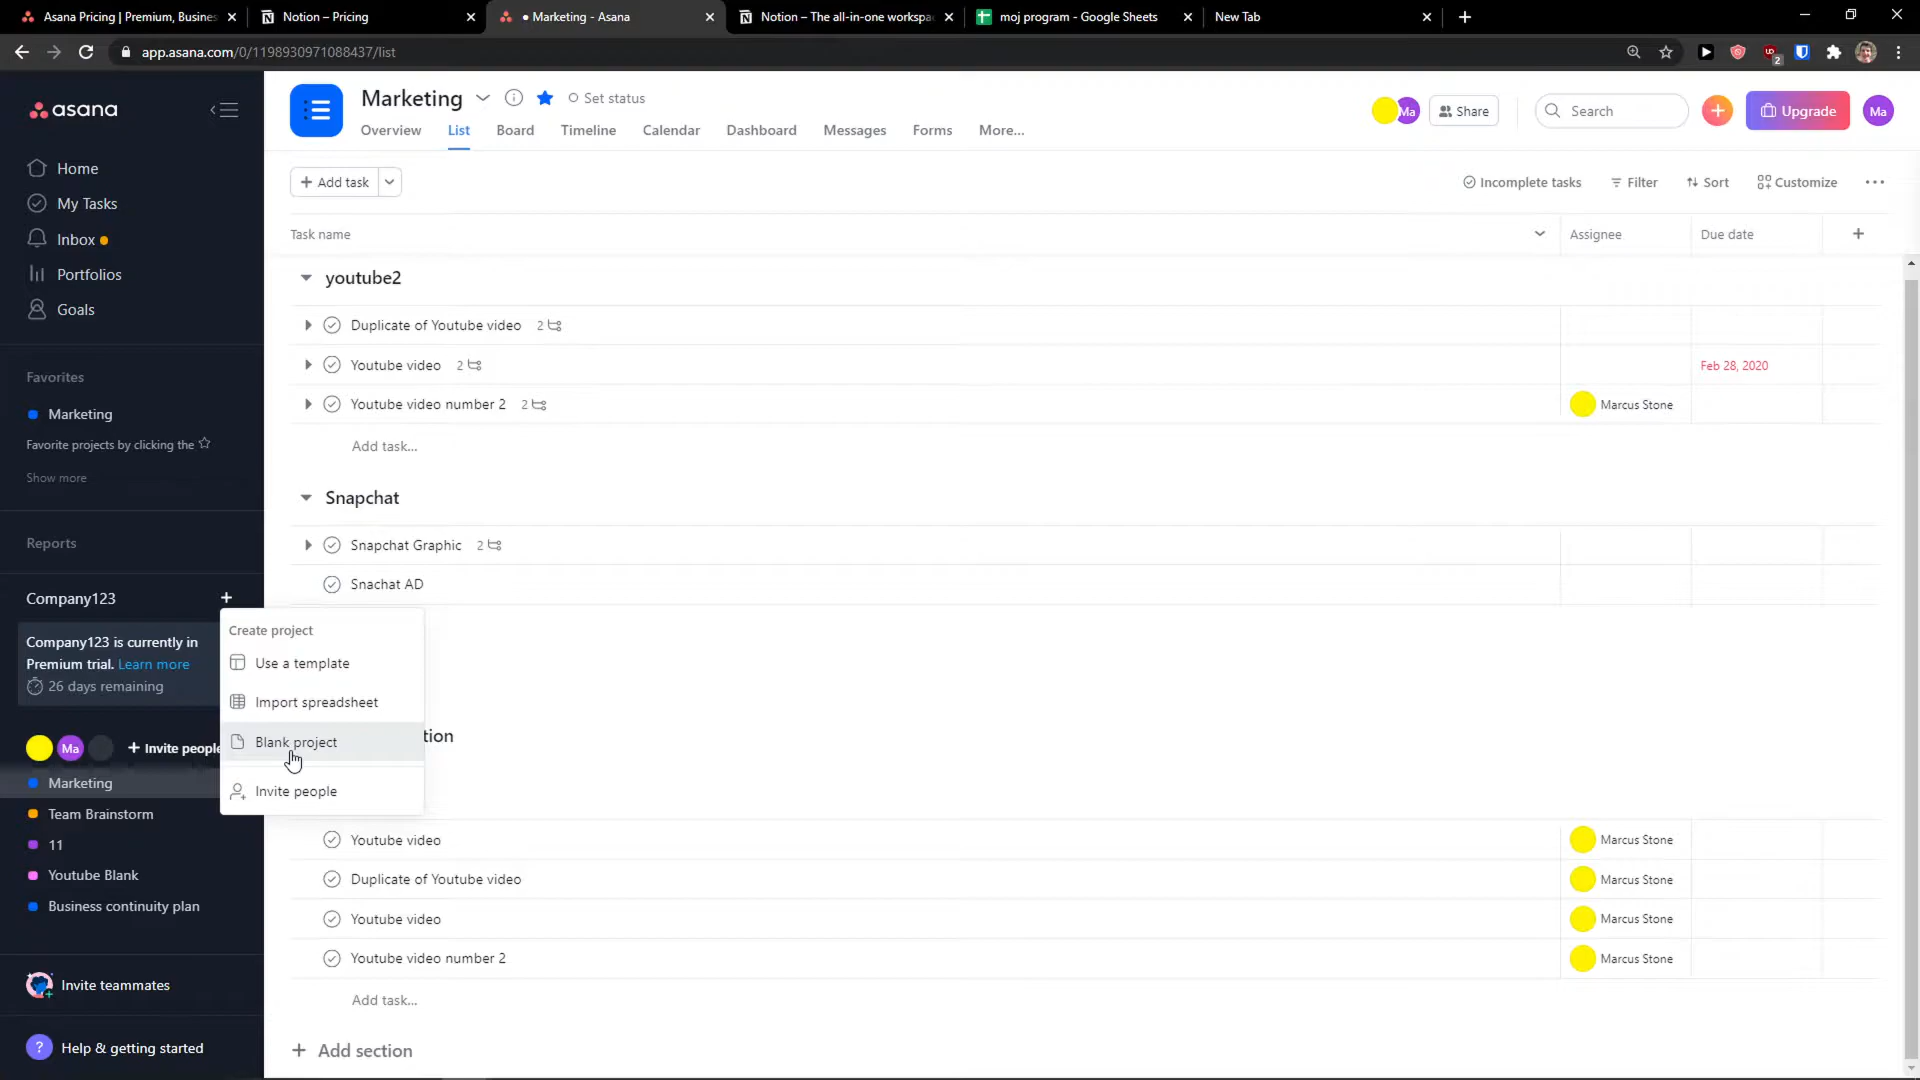 Asana Pricing | Premium, Busines
Notion – Pricing
● Marketing - Asana
Notion – The all-in-one workspac
moj program - Google Sheets
New Tab
app.asana.com/0/1198930971088437/list
2
asana
Marketing
Set status
Overview
List
Board
Timeline
Calendar
Dashboard
Messages
Forms
More...
Ma
Share
Search
Upgrade
Ma
Home
My Tasks
Inbox
Portfolios
Goals
Favorites
Marketing
Favorite projects by clicking the
Show more
Reports
Company123
Company123 is currently in
Premium trial. Learn more
26 days remaining
Ma
+ Invite people
Marketing
Team Brainstorm
11
Youtube Blank
Business continuity plan
Invite teammates
? Help & getting started
Create project
Use a template
Import spreadsheet
Blank project
Invite people
+ Add task
Incomplete tasks
Filter
Sort
Customize
Task name
Assignee
Due date
youtube2
Duplicate of Youtube video 2
Youtube video 2
Feb 28, 2020
Youtube video number 2 2
Marcus Stone
Add task...
Snapchat
Snapchat Graphic 2
Snachat AD
tion
Youtube video
Marcus Stone
Duplicate of Youtube video
Marcus Stone
Youtube video
Marcus Stone
Youtube video number 2
Marcus Stone
Add task...
+ Add section